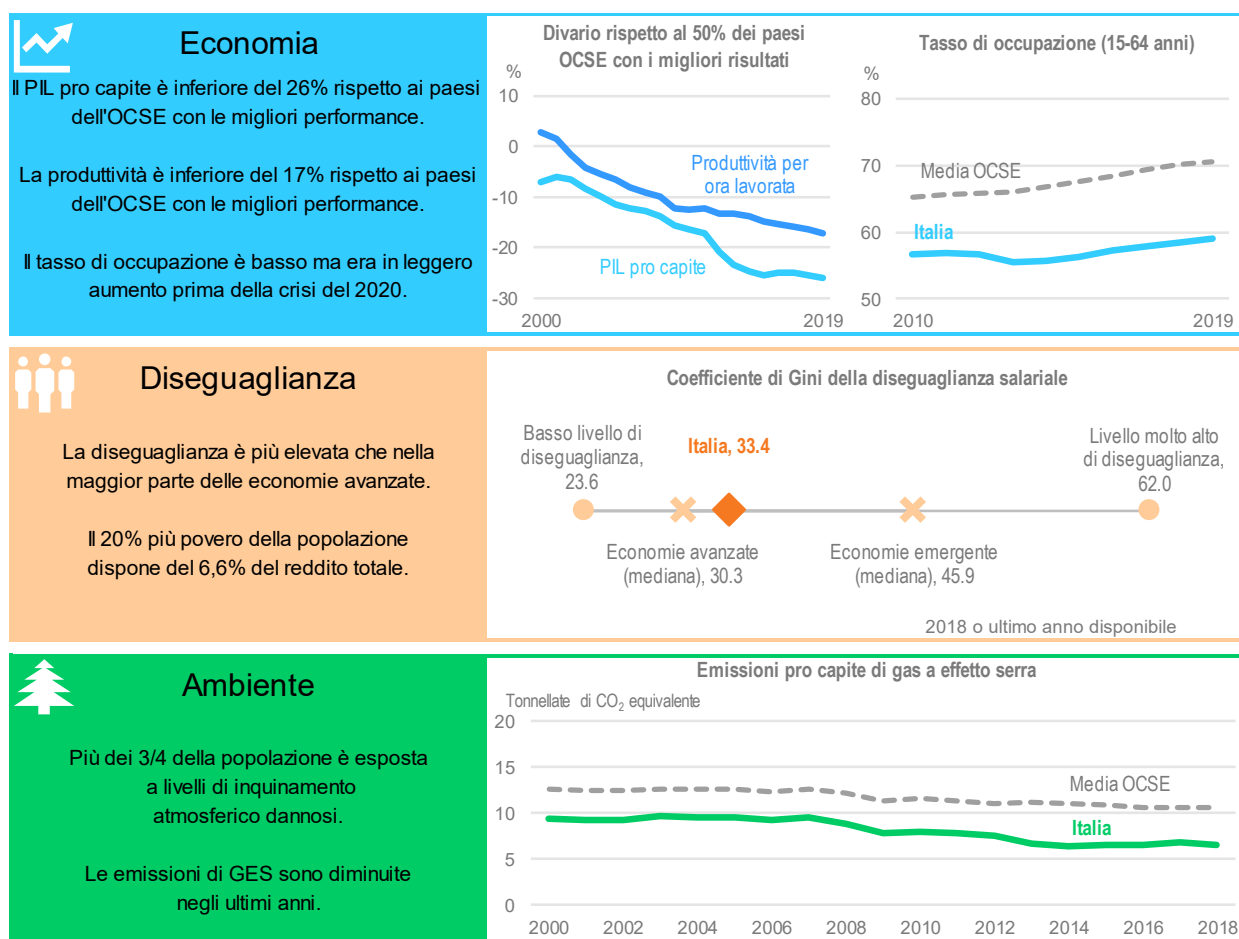 Economia
Il PIL pro capite è inferiore del 26% rispetto ai paesi
dell'OCSE con le migliori performance.
La produttività è inferiore del 17% rispetto ai paesi
dell'OCSE con le migliori performance.
Il tasso di occupazione è basso ma era in leggero
aumento prima della crisi del 2020.
Divario rispetto al 50% dei paesi
OCSE con i migliori risultati
%
10
0
-10
-20
-30
Produttività per
ora lavorata
PIL pro capite
2000
2019
Tasso di occupazione (15-64 anni)
%
80
70
60
50
Media OCSE
Italia
2010
2019
Diseguaglianza
La diseguaglianza è più elevata che nella
maggior parte delle economie avanzate.
Il 20% più povero della popolazione
dispone del 6,6% del reddito totale.
Coefficiente di Gini della diseguaglianza salariale
Basso livello di
diseguaglianza,
23.6
Italia, 33.4
Livello molto alto
di diseguaglianza,
62.0
Economie avanzate
(mediana), 30.3
Economie emergente
(mediana), 45.9
2018 o ultimo anno disponibile
Ambiente
Più dei 3/4 della popolazione è esposta
a livelli di inquinamento
atmosferico dannosi.
Le emissioni di GES sono diminuite
negli ultimi anni.
Emissioni pro capite di gas a effetto serra
Tonnellate di CO₂ equivalente
20
15
10
5
0
Media OCSE
Italia
2000 2002 2004 2006 2008 2010 2012 2014 2016 2018